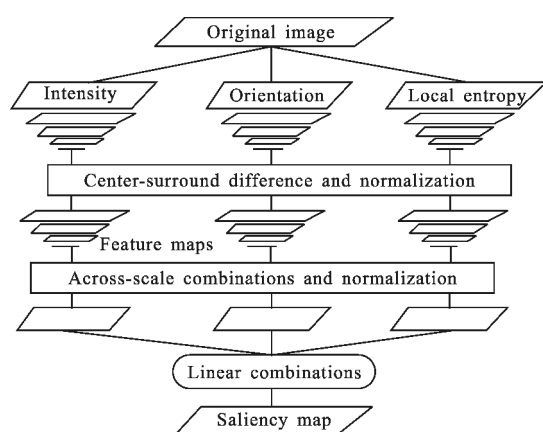 Original image
Intensity
Orientation
Local entropy
Center-surround difference and normalization
Feature maps
Across-scale combinations and normalization
Linear combinations
Saliency map